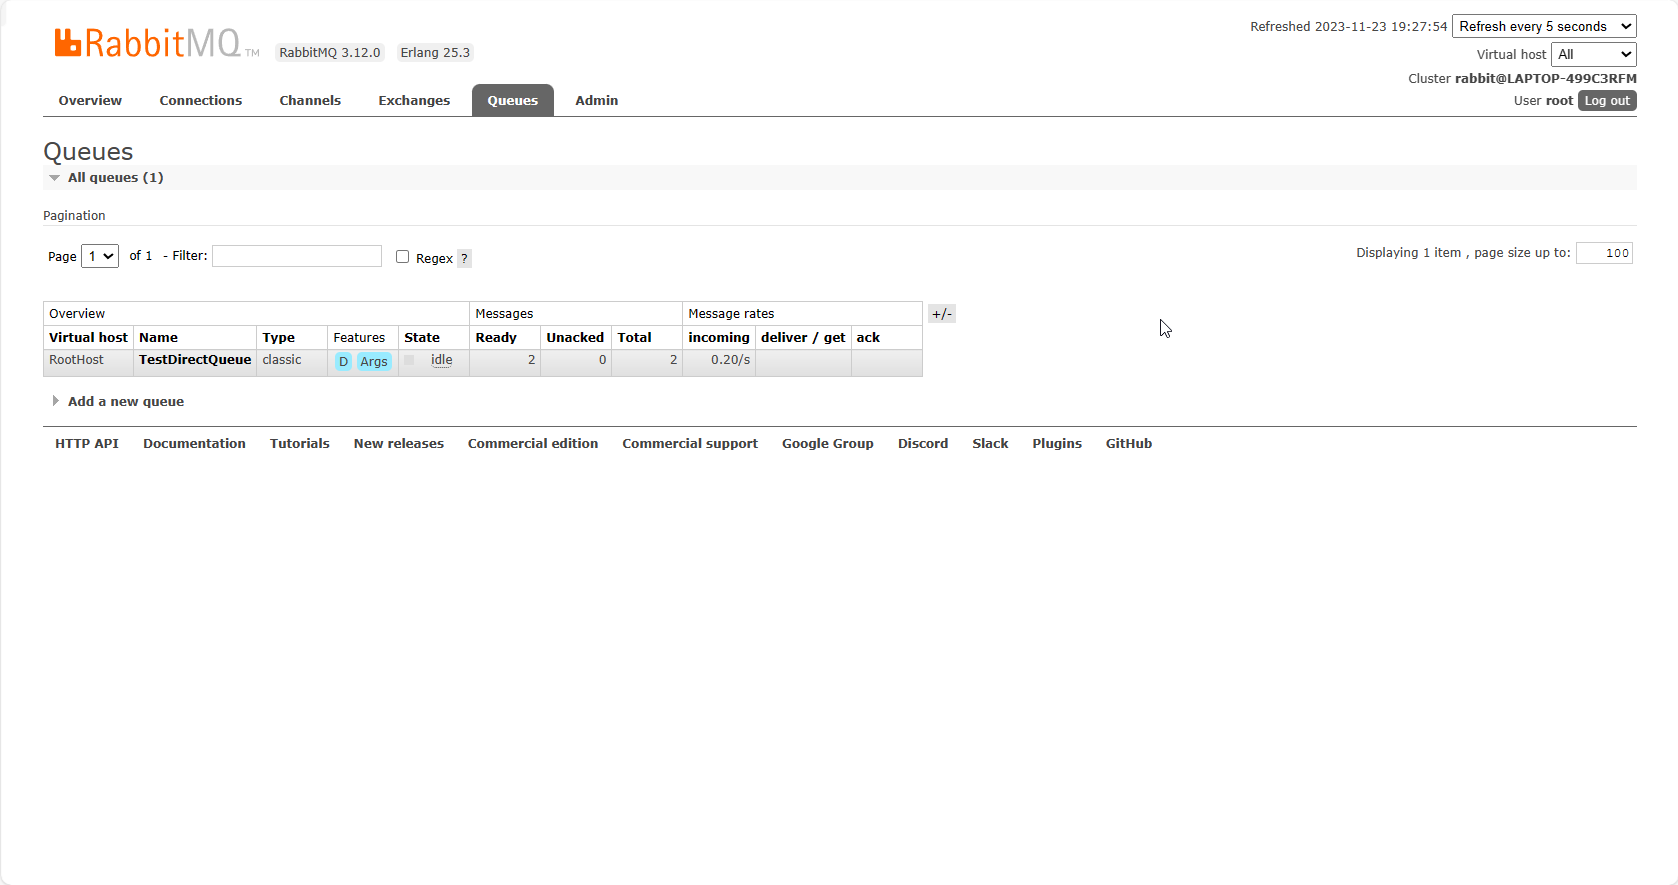 Refreshed 2023-11-23 19:27:54 Refresh every 5 seconds
RabbitMQ TM RabbitMQ 3.12.0 Erlang 25.3
Virtual host All
Cluster rabbit@LAPTOP-499C3RFM
User root Log out
Overview Connections Channels Exchanges Queues Admin
Queues
All queues (1)
Pagination
Page 1 of 1 - Filter: Regex ? Displaying 1 item , page size up to: 100
Overview Messages Message rates +/-
Virtual host Name Type Features State Ready Unacked Total incoming deliver / get ack
RootHost TestDirectQueue classic D Args idle 2 0 2 0.20/s
Add a new queue
HTTP API Documentation Tutorials New releases Commercial edition Commercial support Google Group Discord Slack Plugins GitHub